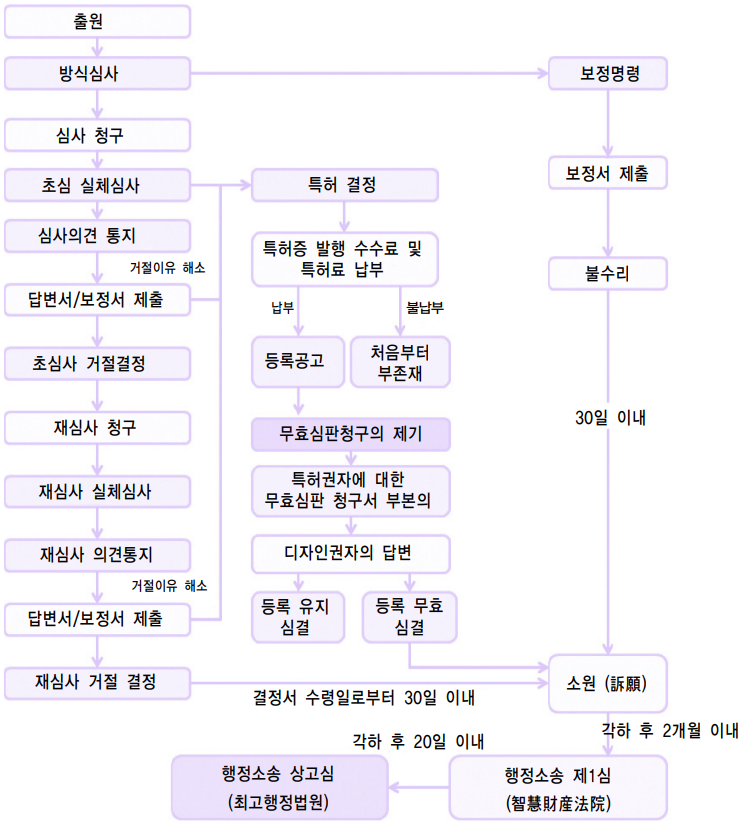 출원
방식심사
보정명령
심사 청구
초심 실체심사
특허 결정
보정서 제출
심사의견 통지
특허증 발행 수수료 및
특허료 납부
거절이유 해소
불수리
답변서/보정서 제출
납부
불납부
초심사 거절결정
등록공고
처음부터
부존재
재심사 청구
무효심판청구의 제기
30일 이내
재심사 실체심사
특허권자에 대한
무효심판 청구서 부본의
재심사 의견통지
디자인권자의 답변
거절이유 해소
답변서/보정서 제출
등록 유지
심결
등록 무효
심결
재심사 거절 결정
결정서 수령일로부터 30일 이내
소원 (訴願)
각하 후 2개월 이내
각하 후 20일 이내
행정소송 상고심
(최고행정법원)
행정소송 제1심
(智慧財産法院)